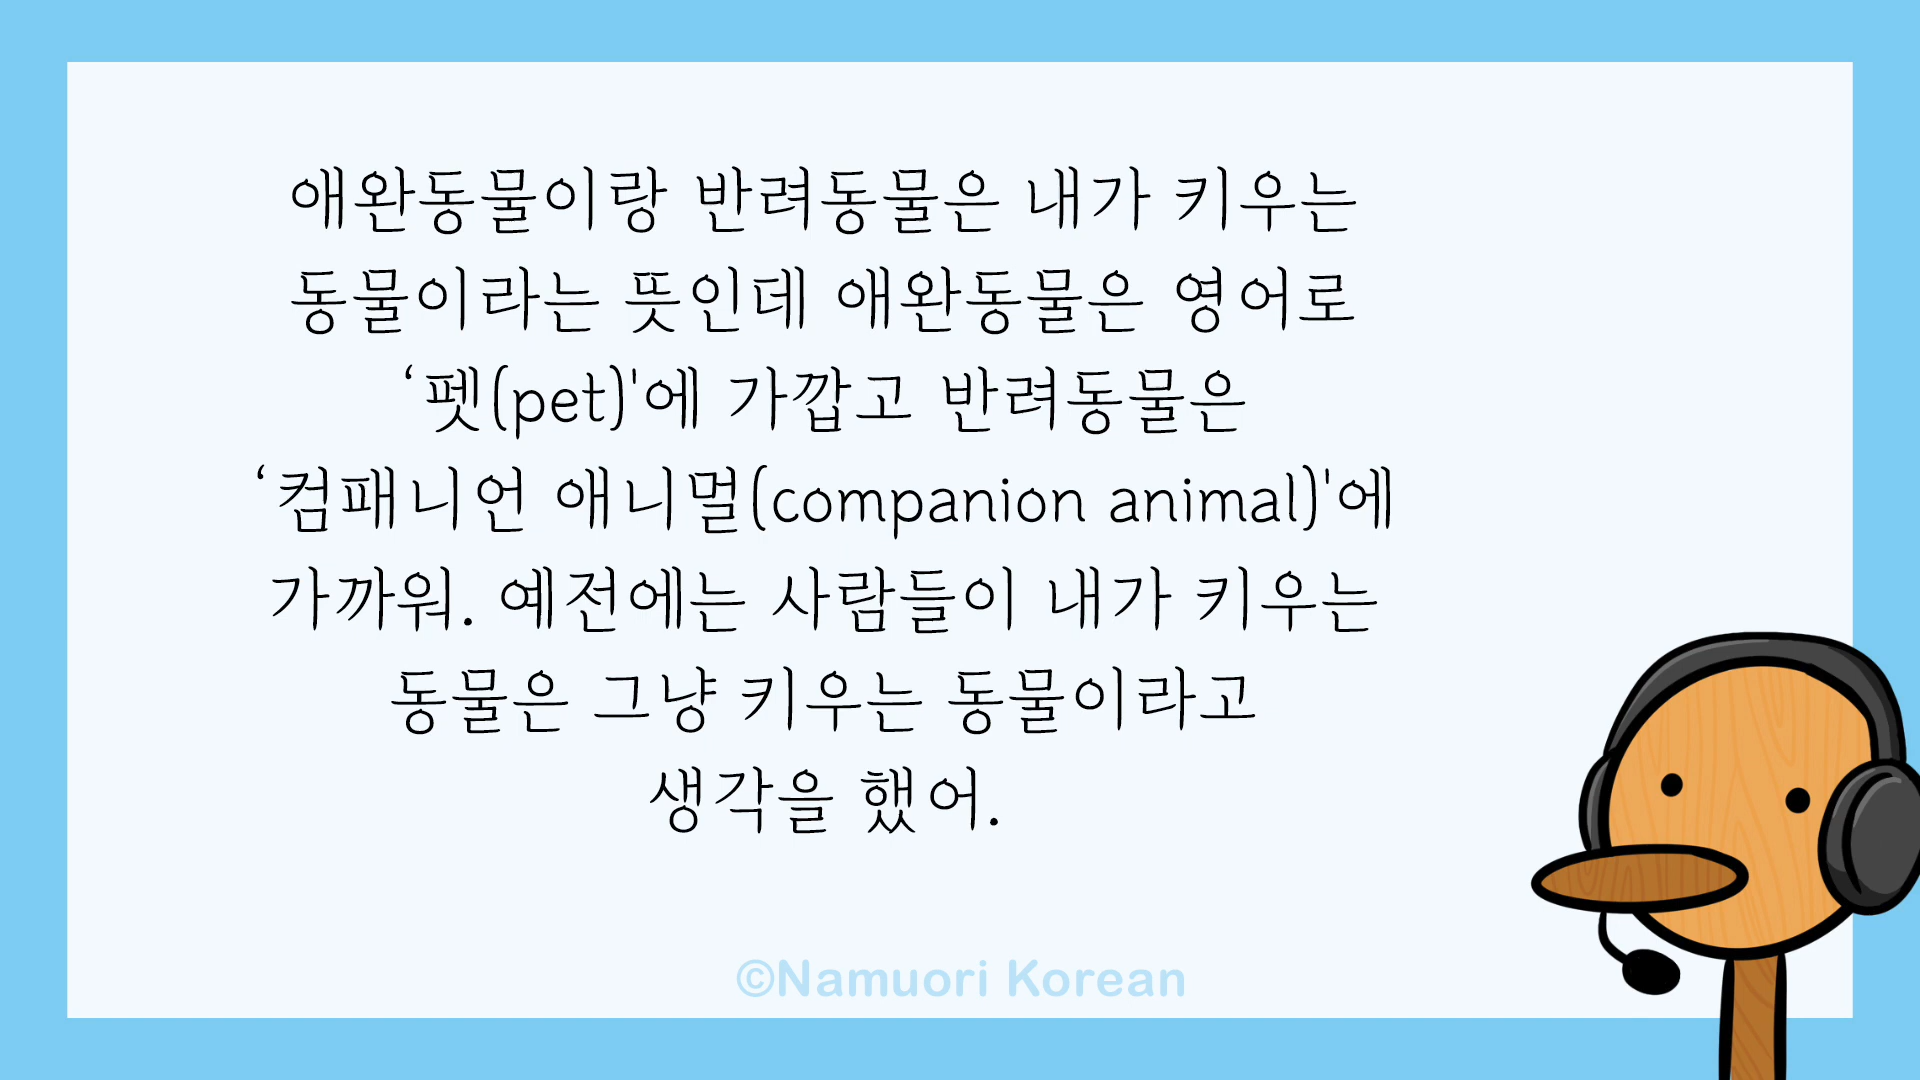 애완동물이랑 반려동물은 내가 키우는
동물이라는 뜻인데 애완동물은 영어로
‘펫(pet)'에 가깝고 반려동물은
‘컴패니언 애니멀(companion animal)'에
가까워. 예전에는 사람들이 내가 키우는
동물은 그냥 키우는 동물이라고
생각을 했어.
©Namuori Korean